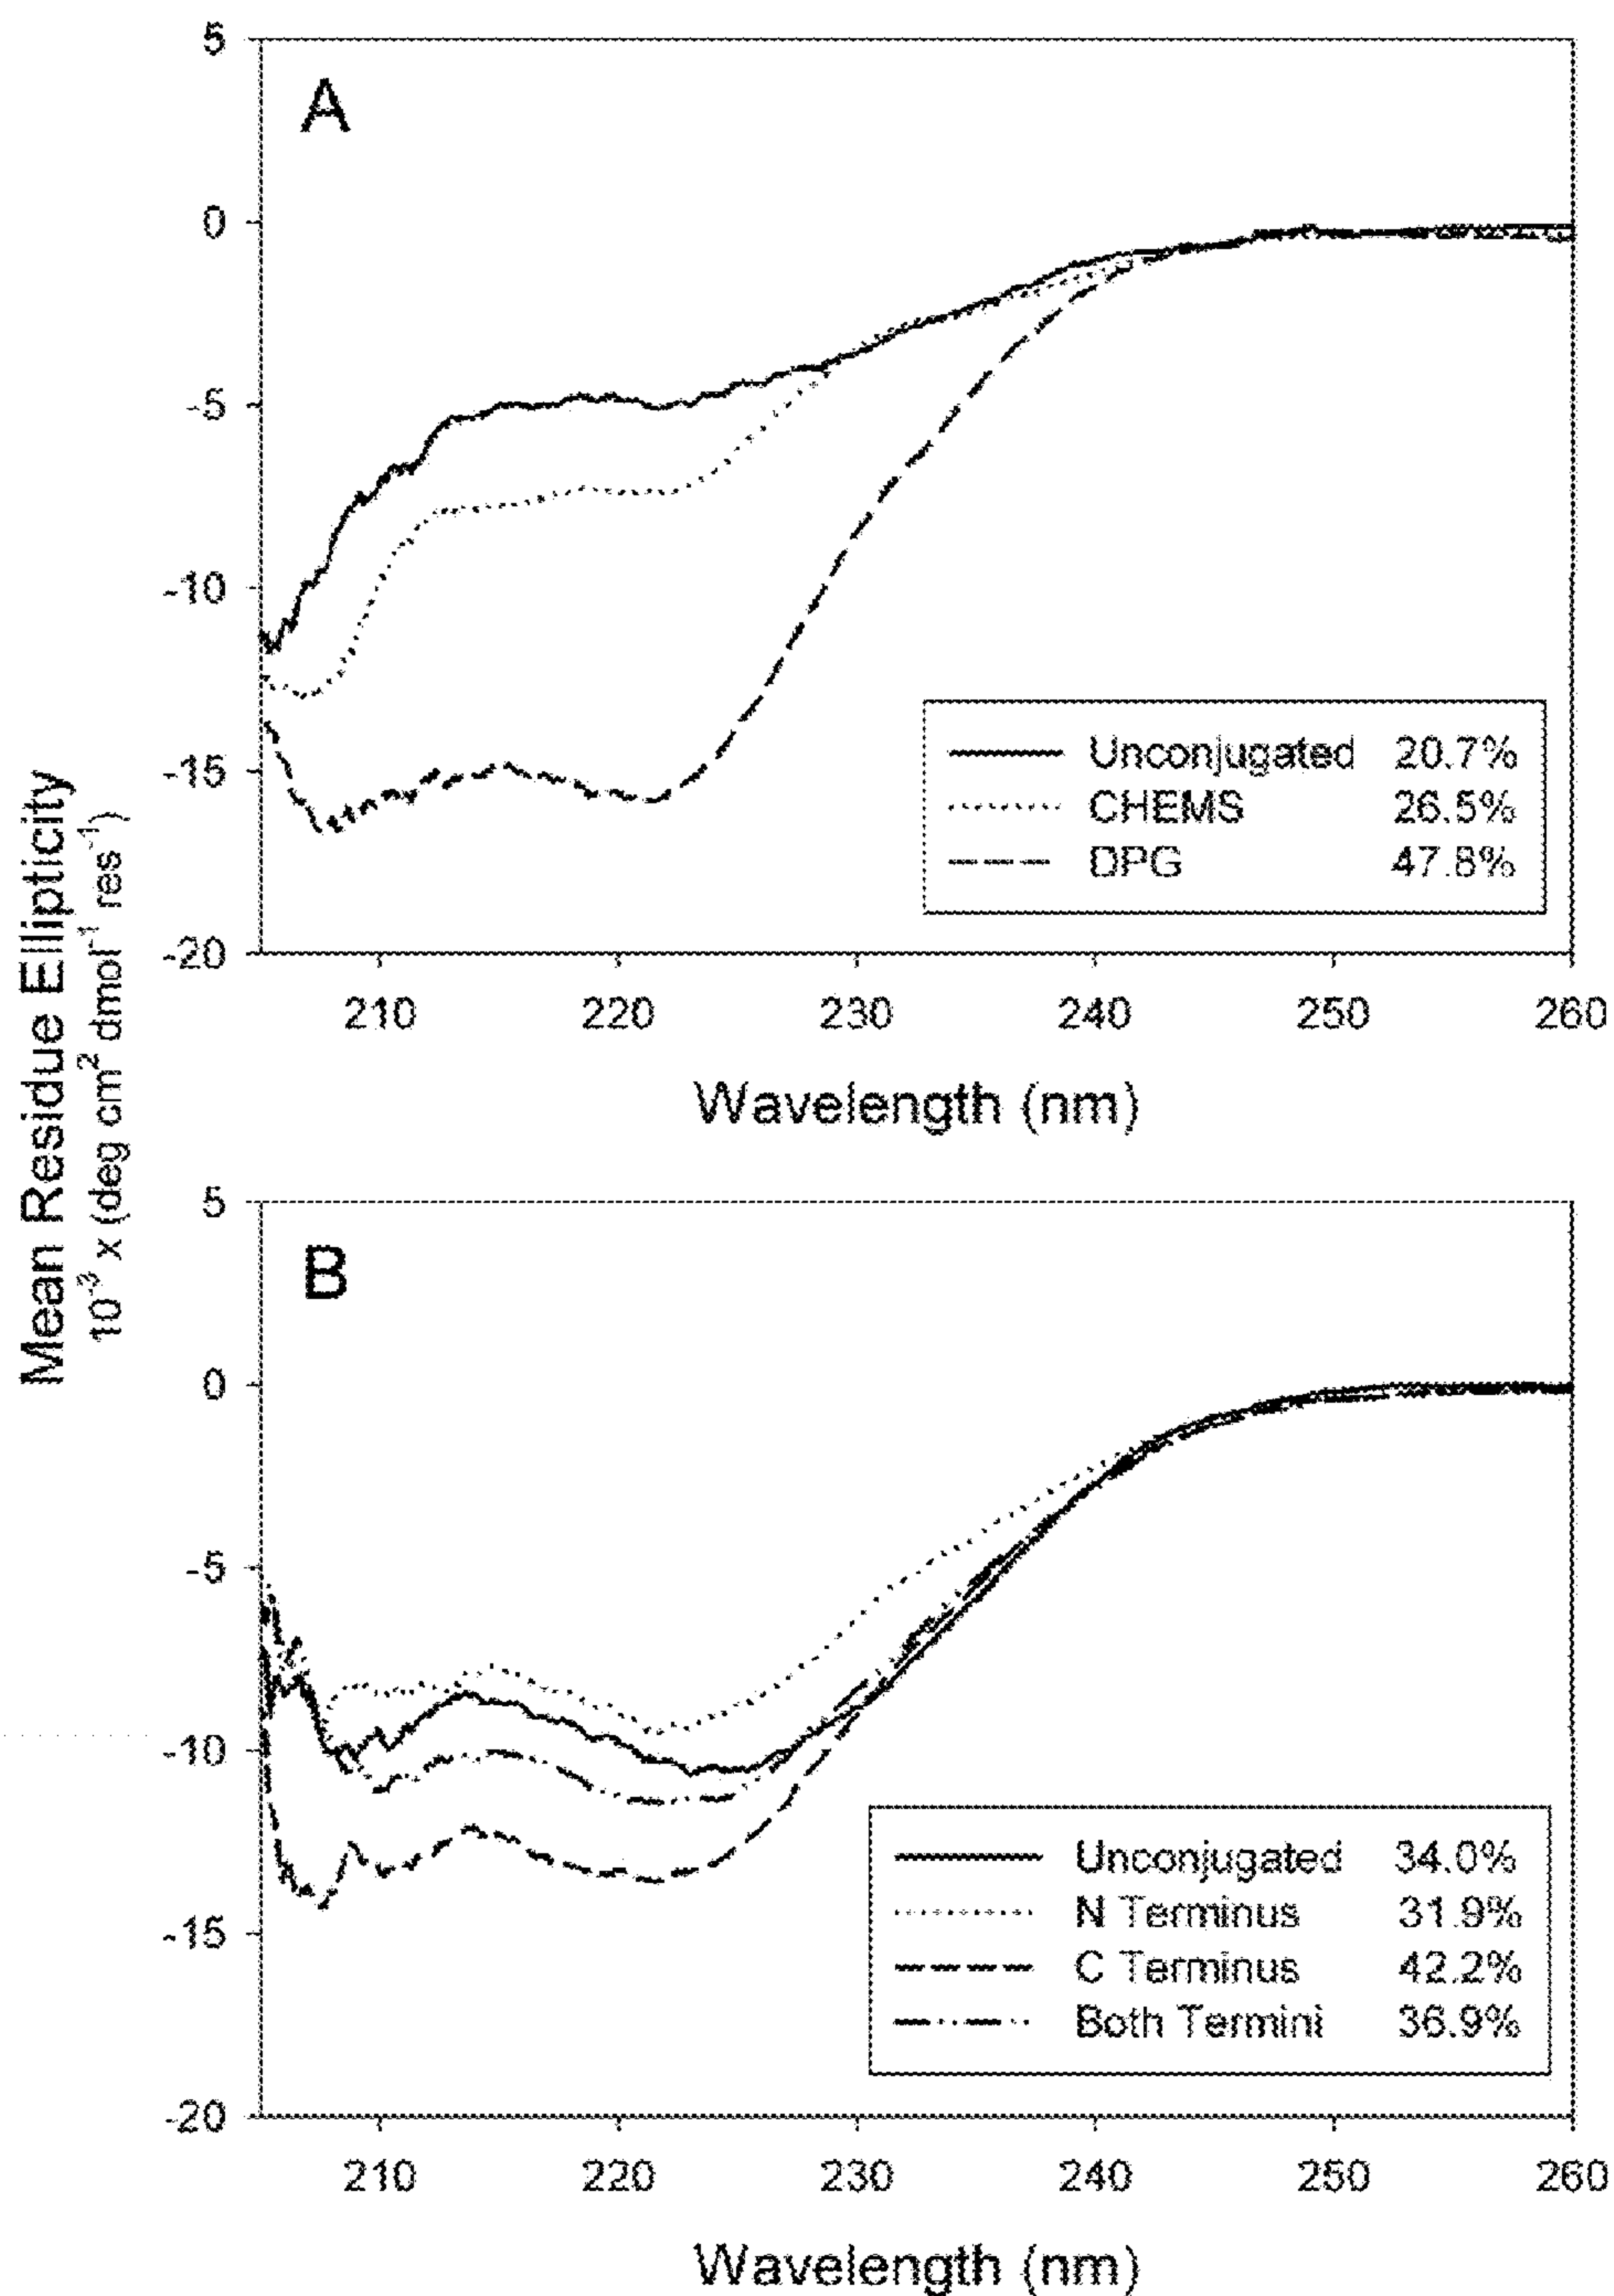 5
A
0
-5
-10
-15
-20
Unconjugated 20.7%
CHEMS 26.5%
DPG 47.8%
210 220 230 240 250 260
Wavelength (nm)
Mean Residue Ellipticity
10⁻³ x (deg cm² dmol⁻¹ res⁻¹)
5
B
0
-5
-10
-15
-20
Unconjugated 34.0%
N Terminus 31.9%
C Terminus 42.2%
Both Termini 36.9%
210 220 230 240 250 260
Wavelength (nm)